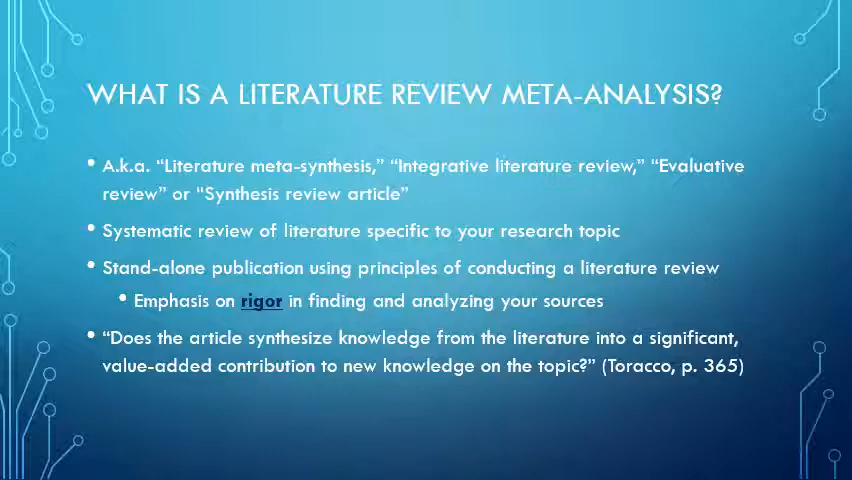 WHAT IS A LITERATURE REVIEW META-ANALYSIS?
• A.k.a. “Literature meta-synthesis,” “Integrative literature review,” “Evaluative
review” or “Synthesis review article”
• Systematic review of literature specific to your research topic
• Stand-alone publication using principles of conducting a literature review
• Emphasis on rigor in finding and analyzing your sources
• “Does the article synthesize knowledge from the literature into a significant,
value-added contribution to new knowledge on the topic?” (Toracco, p. 365)